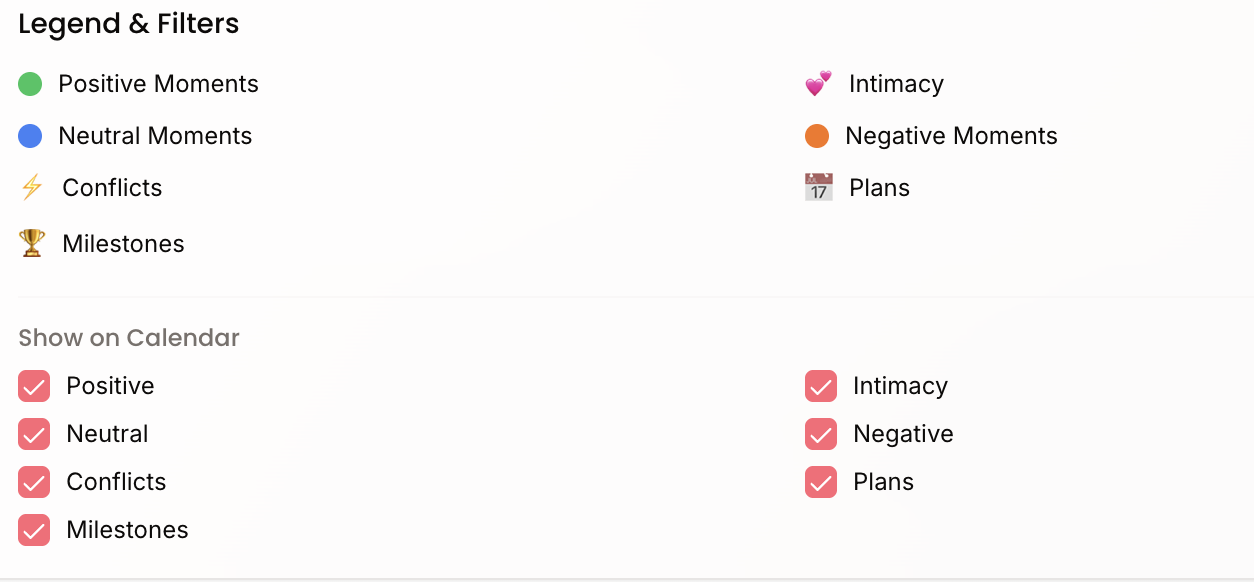 Legend & Filters
Positive Moments
Intimacy
Neutral Moments
Negative Moments
Conflicts
17
Plans
Milestones
Show on Calendar
Positive
Intimacy
Neutral
Negative
Conflicts
Plans
Milestones